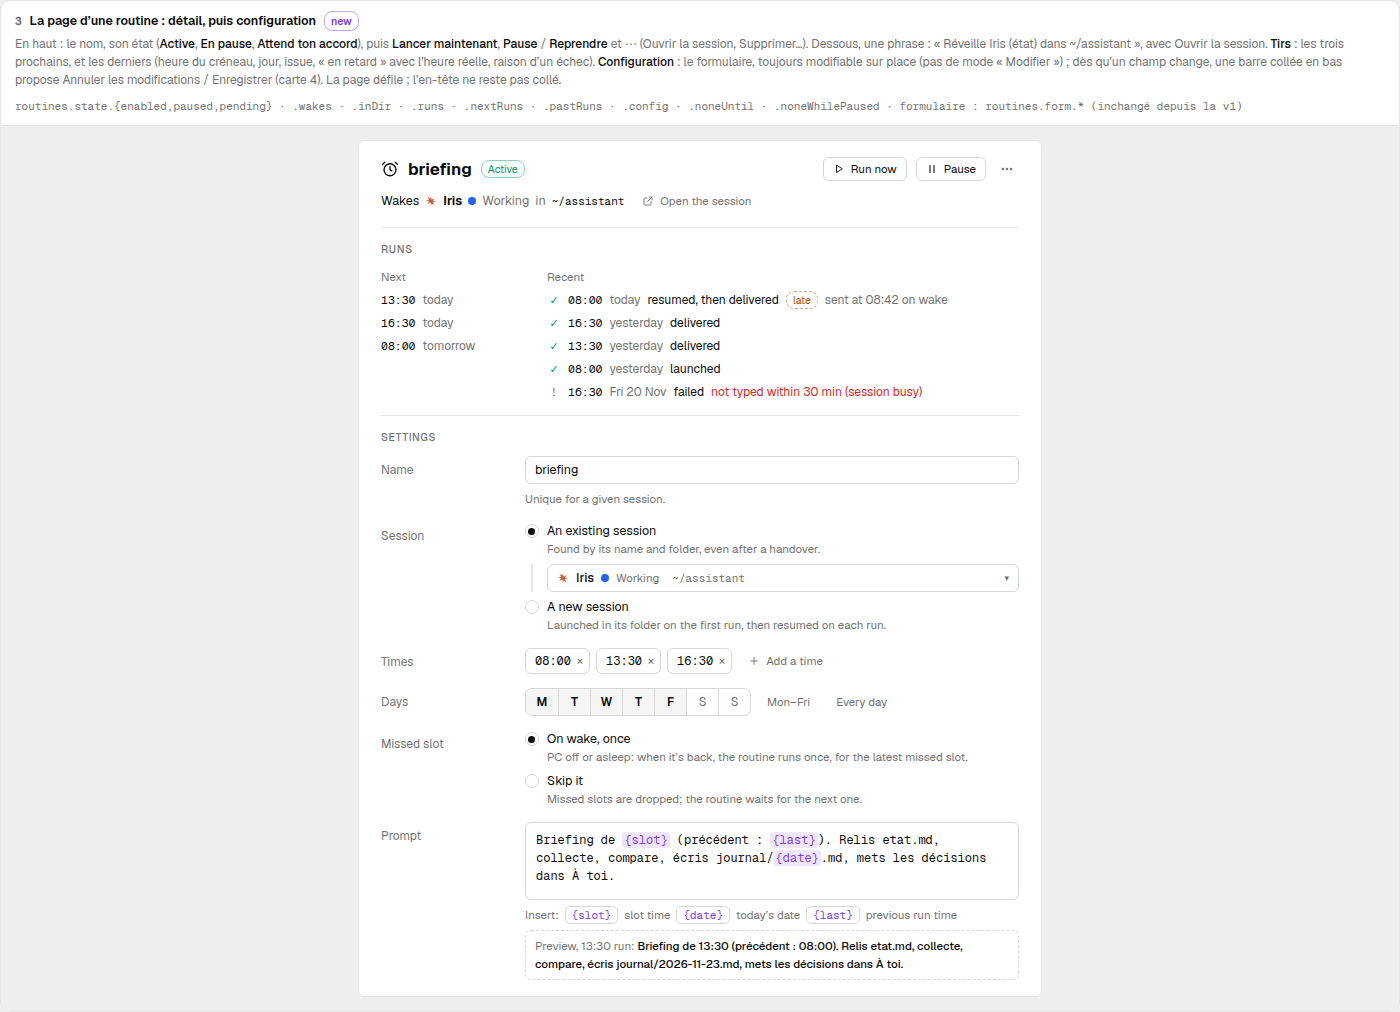 3 La page d'une routine : détail, puis configuration new
En haut : le nom, son état (Active, En pause, Attend ton accord), puis Lancer maintenant, Pause / Reprendre et ··· (Ouvrir la session, Supprimer…). Dessous, une phrase : « Réveille Iris (état) dans ~/assistant », avec Ouvrir la session. Tirs : les trois
prochains, et les derniers (heure du créneau, jour, issue, « en retard » avec l'heure réelle, raison d'un échec). Configuration : le formulaire, toujours modifiable sur place (pas de mode « Modifier ») ; dès qu'un champ change, une barre collée en bas
propose Annuler les modifications / Enregistrer (carte 4). La page défile ; l'en-tête ne reste pas collé.
routines.state.{enabled,paused,pending} · .wakes · .inDir · .runs · .nextRuns · .pastRuns · .config · .noneUntil · .noneWhilePaused · formulaire : routines.form.* (inchangé depuis la v1)
briefing Active Run now Pause ···
Wakes Iris Working in ~/assistant Open the session
RUNS
Next Recent
13:30 today ✓ 08:00 today resumed, then delivered late sent at 08:42 on wake
16:30 today ✓ 16:30 yesterday delivered
08:00 tomorrow ✓ 13:30 yesterday delivered
✓ 08:00 yesterday launched
! 16:30 Fri 20 Nov failed not typed within 30 min (session busy)
SETTINGS
Name briefing
Unique for a given session.
Session An existing session
Found by its name and folder, even after a handover.
Iris Working ~/assistant ▾
A new session
Launched in its folder on the first run, then resumed on each run.
Times 08:00 × 13:30 × 16:30 × + Add a time
Days M T W T F S S Mon–Fri Every day
Missed slot On wake, once
PC off or asleep: when it's back, the routine runs once, for the latest missed slot.
Skip it
Missed slots are dropped; the routine waits for the next one.
Prompt Briefing de {slot} (précédent : {last}). Relis etat.md,
collecte, compare, écris journal/{date}.md, mets les décisions
dans À toi.
Insert: {slot} slot time {date} today's date {last} previous run time
Preview, 13:30 run: Briefing de 13:30 (précédent : 08:00). Relis etat.md, collecte,
compare, écris journal/2026-11-23.md, mets les décisions dans À toi.